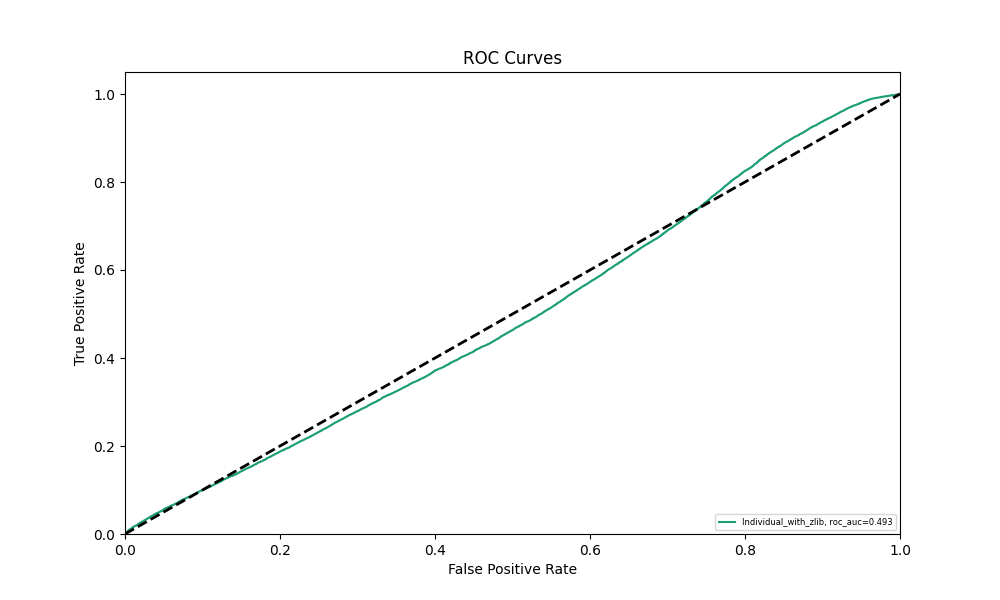 ROC Curves
True Positive Rate
1.0
0.8
0.6
0.4
0.2
0.0
0.0 0.2 0.4 0.6 0.8 1.0
False Positive Rate
Individual_with_zlib, roc_auc=0.493